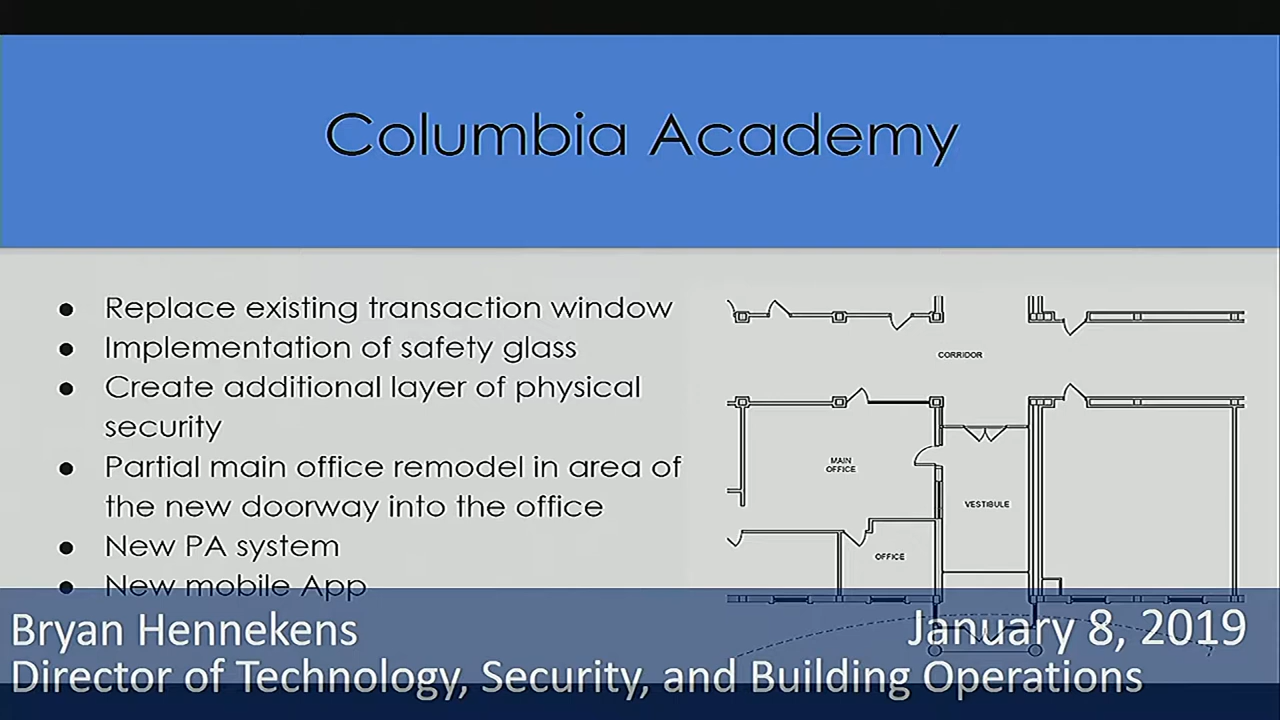 Columbia Academy
● Replace existing transaction window
● Implementation of safety glass
● Create additional layer of physical
security
● Partial main office remodel in area of
the new doorway into the office
● New PA system
● New mobile App
CORRIDOR
MAIN
OFFICE
VESTIBULE
OFFICE
Bryan Hennekens
January 8, 2019
Director of Technology, Security, and Building Operations